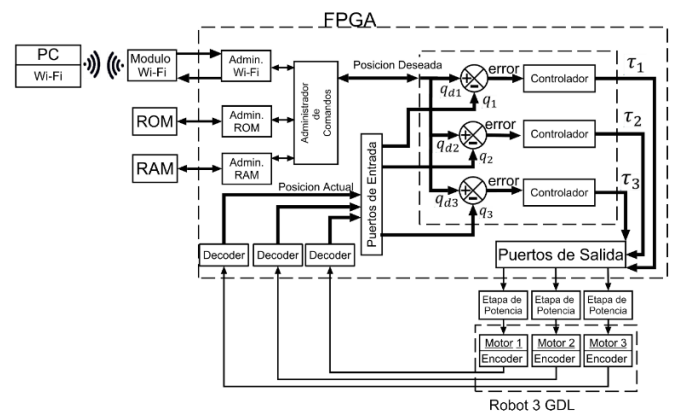 FPGA
PC
Wi-Fi
Modulo
Wi-Fi
Admin.
Wi-Fi
ROM
Admin.
ROM
RAM
Admin.
RAM
Administrador
de
Comandos
Posicion Deseada
Posicion Actual
Puertos de Entrada
qd1
q1
error
Controlador
τ1
qd2
q2
error
Controlador
τ2
qd3
q3
error
Controlador
τ3
Decoder
Decoder
Decoder
Puertos de Salida
Etapa de
Potencia
Etapa de
Potencia
Etapa de
Potencia
Motor 1
Encoder
Motor 2
Encoder
Motor 3
Encoder
Robot 3 GDL